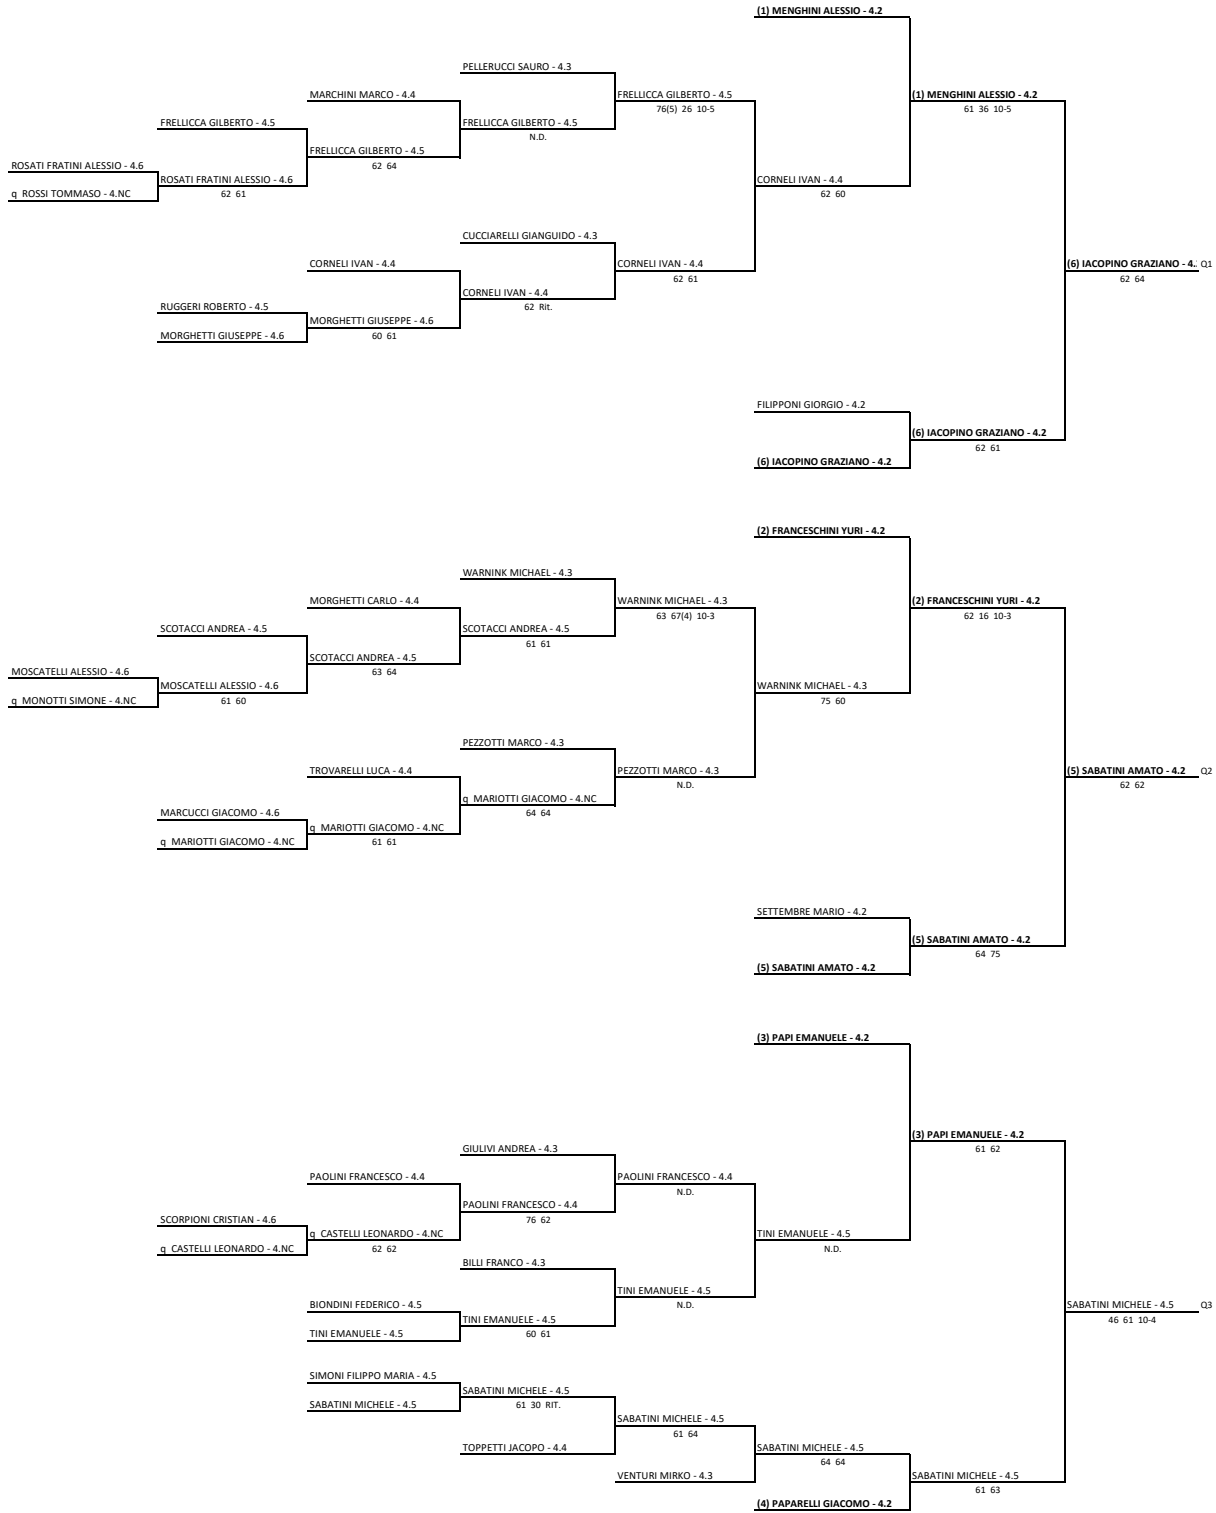 (1) MENGHINI ALESSIO - 4.2
PELLERUCCI SAURO - 4.3
MARCHINI MARCO - 4.4
FRELLICCA GILBERTO - 4.5
(1) MENGHINI ALESSIO - 4.2
76(5) 26 10-5
61 36 10-5
FRELLICCA GILBERTO - 4.5
FRELLICCA GILBERTO - 4.5
N.D.
FRELLICCA GILBERTO - 4.5
62 64
ROSATI FRATINI ALESSIO - 4.6
ROSATI FRATINI ALESSIO - 4.6
CORNELI IVAN - 4.4
q ROSSI TOMMASO - 4.NC
62 61
62 60
CUCCIARELLI GIANGUIDO - 4.3
CORNELI IVAN - 4.4
CORNELI IVAN - 4.4
(6) IACOPINO GRAZIANO - 4.
Q1
62 61
62 64
CORNELI IVAN - 4.4
62 Rit.
RUGGERI ROBERTO - 4.5
MORGHETTI GIUSEPPE - 4.6
MORGHETTI GIUSEPPE - 4.6
60 61
FILIPPONI GIORGIO - 4.2
(6) IACOPINO GRAZIANO - 4.2
62 61
(6) IACOPINO GRAZIANO - 4.2
(2) FRANCESCHINI YURI - 4.2
WARNINK MICHAEL - 4.3
MORGHETTI CARLO - 4.4
WARNINK MICHAEL - 4.3
(2) FRANCESCHINI YURI - 4.2
63 67(4) 10-3
62 16 10-3
SCOTACCI ANDREA - 4.5
SCOTACCI ANDREA - 4.5
61 61
SCOTACCI ANDREA - 4.5
63 64
MOSCATELLI ALESSIO - 4.6
MOSCATELLI ALESSIO - 4.6
WARNINK MICHAEL - 4.3
q MONOTTI SIMONE - 4.NC
61 60
75 60
PEZZOTTI MARCO - 4.3
TROVARELLI LUCA - 4.4
PEZZOTTI MARCO - 4.3
(5) SABATINI AMATO - 4.2
Q2
N.D.
62 62
q MARIOTTI GIACOMO - 4.NC
64 64
MARCUCCI GIACOMO - 4.6
q MARIOTTI GIACOMO - 4.NC
q MARIOTTI GIACOMO - 4.NC
61 61
SETTEMBRE MARIO - 4.2
(5) SABATINI AMATO - 4.2
64 75
(5) SABATINI AMATO - 4.2
(3) PAPI EMANUELE - 4.2
(3) PAPI EMANUELE - 4.2
61 62
GIULIVI ANDREA - 4.3
PAOLINI FRANCESCO - 4.4
PAOLINI FRANCESCO - 4.4
N.D.
PAOLINI FRANCESCO - 4.4
76 62
SCORPIONI CRISTIAN - 4.6
q CASTELLI LEONARDO - 4.NC
TINI EMANUELE - 4.5
q CASTELLI LEONARDO - 4.NC
62 62
N.D.
BILLI FRANCO - 4.3
TINI EMANUELE - 4.5
N.D.
BIONDINI FEDERICO - 4.5
SABATINI MICHELE - 4.5
Q3
TINI EMANUELE - 4.5
46 61 10-4
TINI EMANUELE - 4.5
60 61
SIMONI FILIPPO MARIA - 4.5
SABATINI MICHELE - 4.5
SABATINI MICHELE - 4.5
61 30 RIT.
SABATINI MICHELE - 4.5
61 64
TOPPETTI JACOPO - 4.4
SABATINI MICHELE - 4.5
64 64
VENTURI MIRKO - 4.3
SABATINI MICHELE - 4.5
61 63
(4) PAPARELLI GIACOMO - 4.2